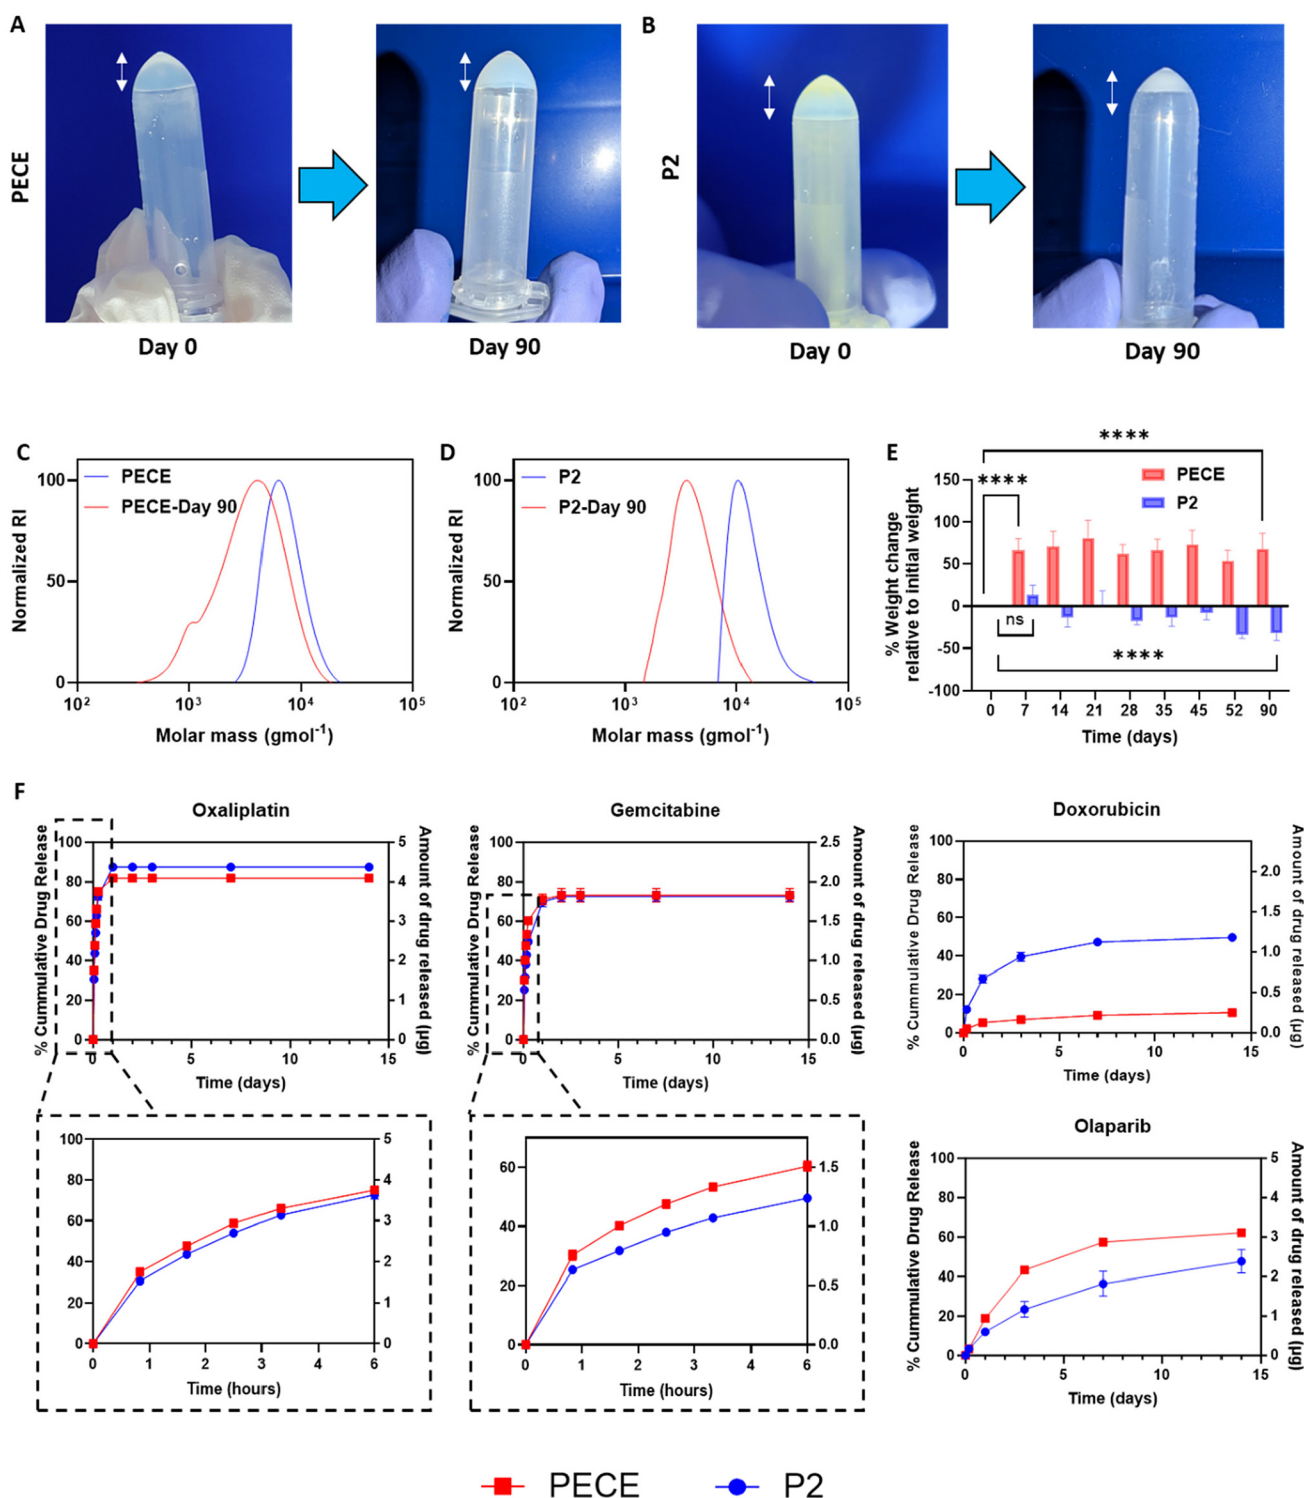 A
B
PECE
P2
Day 0
Day 90
Day 0
Day 90
C
PECE
PECE-Day 90
Normalized RI
100
50
0
10²
10³
10⁴
10⁵
Molar mass (gmol⁻¹)
D
P2
P2-Day 90
Normalized RI
100
50
0
10²
10³
10⁴
10⁵
Molar mass (gmol⁻¹)
E
****
****
PECE
P2
% Weight change
relative to initial weight
150
100
50
0
-50
-100
ns
****
0 7 14 21 28 35 45 52 90
Time (days)
F
Oxaliplatin
% Cummulative Drug Release
100
80
60
40
20
0
5
4
3
2
1
0
Amount of drug released (µg)
0 5 10 15
Time (days)
Gemcitabine
% Cummulative Drug Release
100
80
60
40
20
0
2.5
2.0
1.5
1.0
0.5
0.0
Amount of drug released (µg)
0 5 10 15
Time (days)
Doxorubicin
% Cummulative Drug Release
100
80
60
40
20
0
2.0
1.5
1.0
0.5
0.0
Amount of drug released (µg)
0 5 10 15
Time (days)
100
80
60
40
20
0
5
4
3
2
1
0
0 1 2 3 4 5 6
Time (hours)
60
40
20
0
1.5
1.0
0.5
0.0
0 1 2 3 4 5 6
Time (hours)
Olaparib
% Cummulative Drug Release
100
80
60
40
20
0
5
4
3
2
1
0
Amount of drug released (µg)
0 5 10 15
Time (days)
PECE
P2